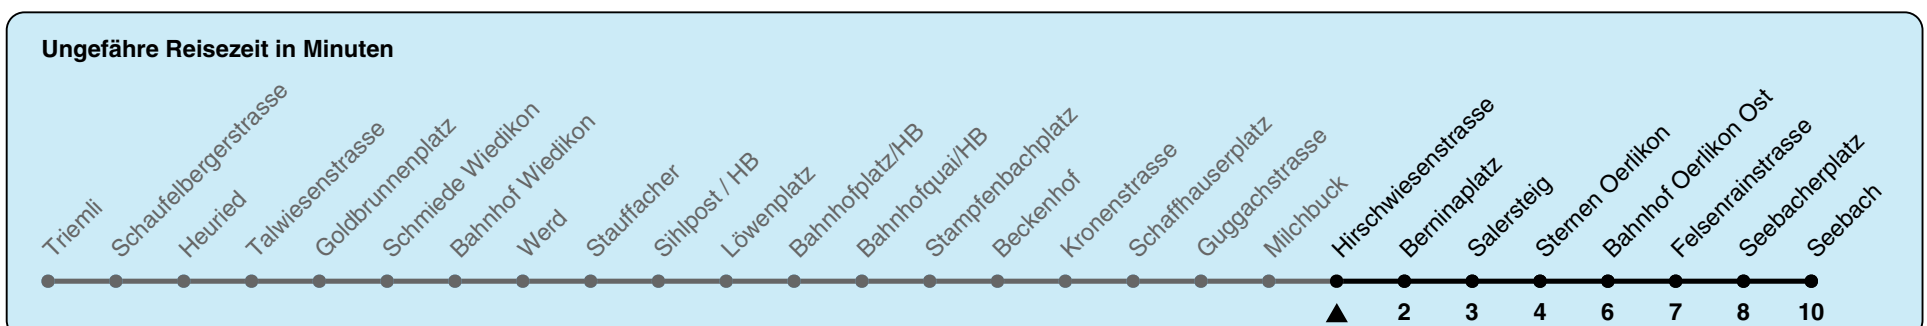 Ungefähre Reisezeit in Minuten
Triemli
Schaufelbergerstrasse
Heuried
Talwiesenstrasse
Goldbrunnenplatz
Schmiede Wiedikon
Bahnhof Wiedikon
Werd
Stauffacher
Sihlpost / HB
Löwenplatz
Bahnhofplatz/HB
Bahnhofquai/HB
Stampfenbachplatz
Beckenhof
Kronenstrasse
Schaffhauserplatz
Guggachstrasse
Milchbuck
Hirschwiesenstrasse
Berninaplatz
Salersteig
Sternen Oerlikon
Bahnhof Oerlikon Ost
Felsenrainstrasse
Seebacherplatz
Seebach
2 3 4 6 7 8 10